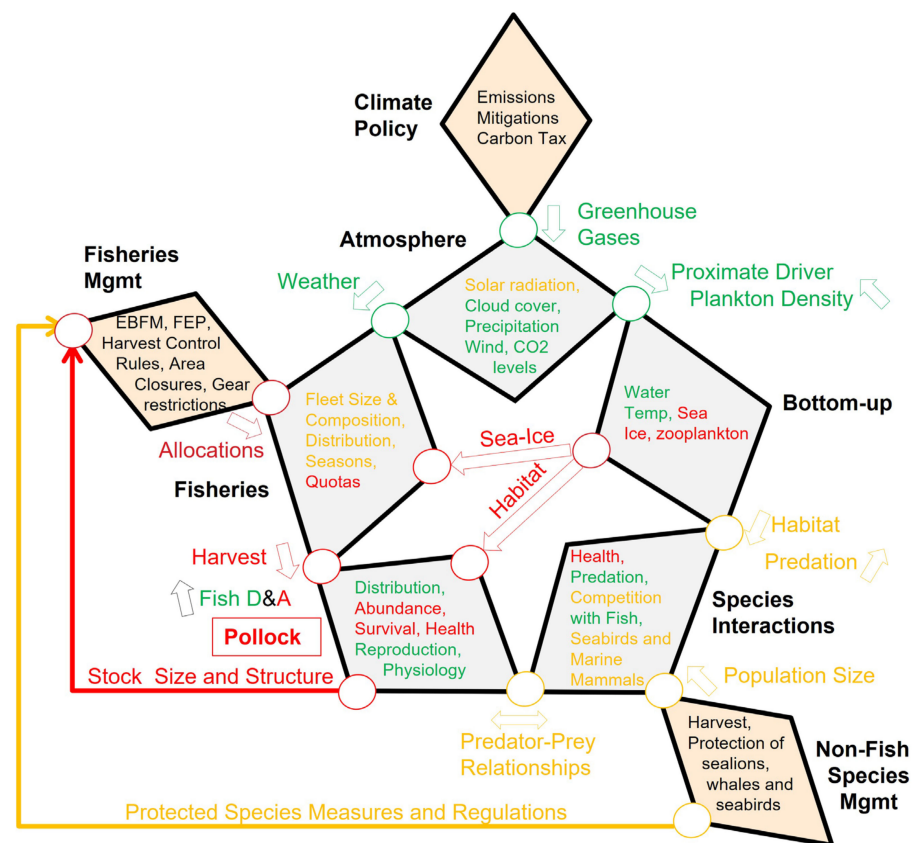 Climate
Policy
Emissions
Mitigations
Carbon Tax
Greenhouse
Gases
Atmosphere
Fisheries
Mgmt
Weather
Solar radiation,
Cloud cover,
Precipitation
Wind, CO2
levels
Proximate Driver
Plankton Density
EBFM, FEP,
Harvest Control
Rules, Area
Closures, Gear
restrictions
Allocations
Fisheries
Fleet Size &
Composition,
Distribution,
Seasons,
Quotas
Sea-Ice
Habitat
Water
Temp, Sea
Ice, zooplankton
Bottom-up
Harvest
Fish D&A
Pollock
Distribution,
Abundance,
Survival, Health
Reproduction,
Physiology
Health,
Predation,
Competition
with Fish,
Seabirds and
Marine
Mammals
Habitat
Predation
Species
Interactions
Stock Size and Structure
Population Size
Predator-Prey
Relationships
Harvest,
Protection of
sealions,
whales and
seabirds
Non-Fish
Species
Mgmt
Protected Species Measures and Regulations